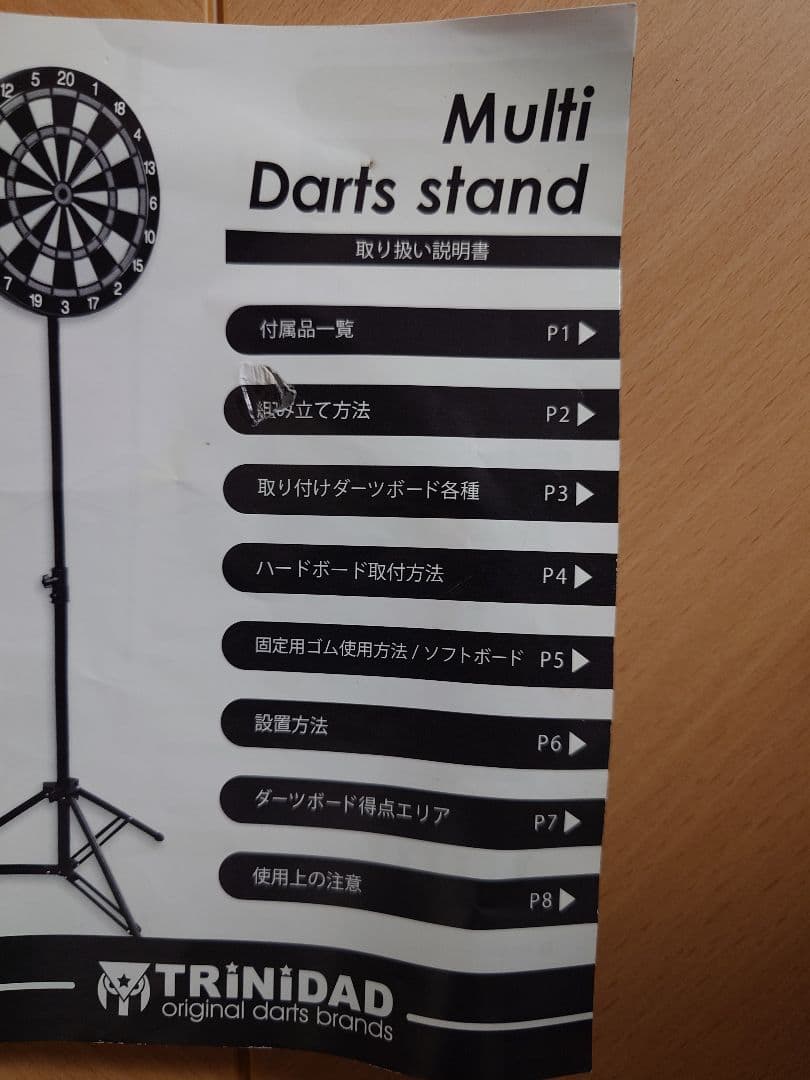 12 5 20 1 18 4 13 6 10 15 2 17 3 19 7
Multi
Darts stand
取り扱い説明書
付属品一覧 P1
組み立て方法 P2
取り付けダーツボード各種 P3
ハードボード取付方法 P4
固定用ゴム使用方法 / ソフトボード P5
設置方法 P6
ダーツボード得点エリア P7
使用上の注意 P8
TRiNiDAD
original darts brands